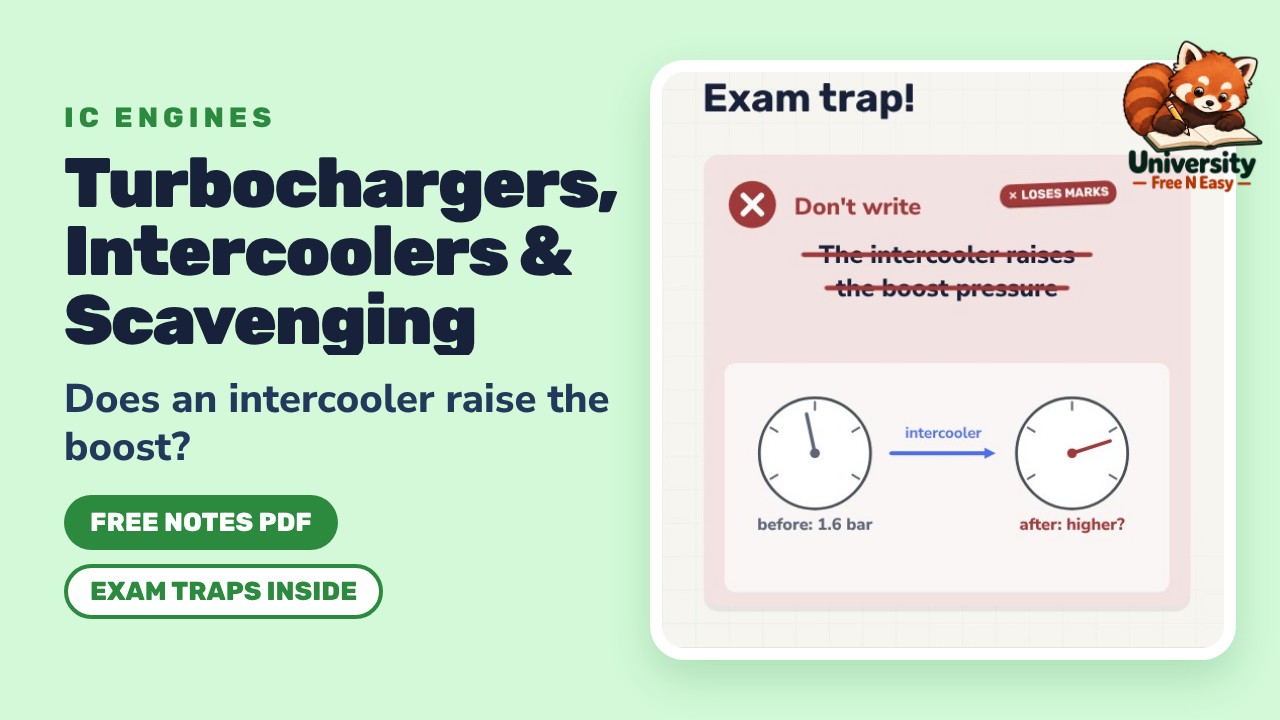 IC ENGINES
Turbochargers,
Intercoolers &
Scavenging
Does an intercooler raise the
boost?
FREE NOTES PDF
EXAM TRAPS INSIDE
Exam trap!
Don't write
× LOSES MARKS
The intercooler raises
the boost pressure
intercooler
before: 1.6 bar
after: higher?
University
Free N Easy